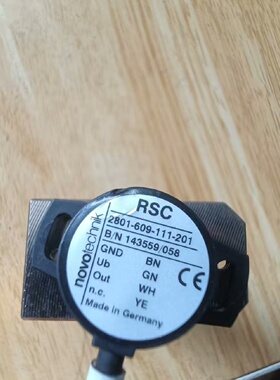 novotechnik
RSC
2801-609-111-201
B/N 143559/058
GND BN
Ub GN
Out WH
n.c. YE
Made in Germany
CE